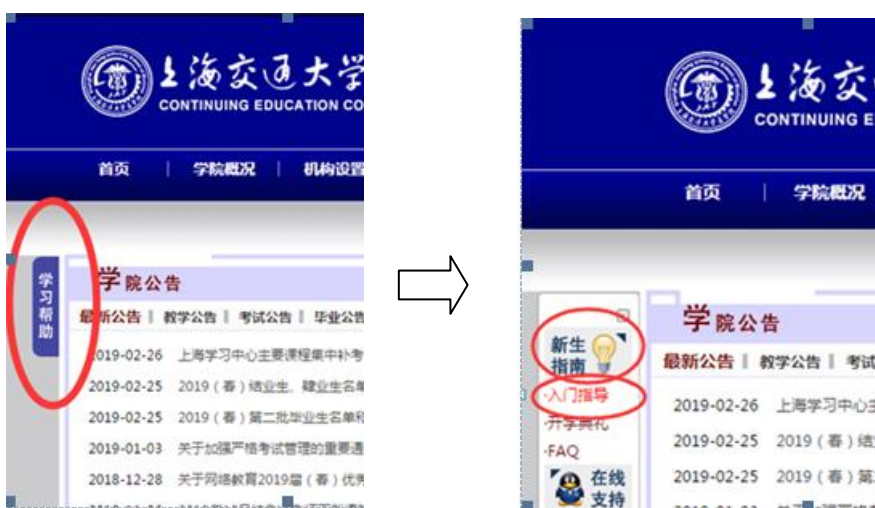 上海交通大学
CONTINUING EDUCATION CO
首页 | 学院概况 | 机构设置
学习帮助
学院公告
最新公告 ‖ 教学公告 ‖ 考试公告 ‖ 毕业公告
2019-02-26 上海学习中心主要课程集中补考
2019-02-25 2019（春）结业生、肄业生名单
2019-02-25 2019（春）第二批毕业生名单和
2019-01-03 关于加强严格考试管理的重要通
2018-12-28 关于网络教育2019届（春）优秀
上海交
CONTINUING E
首页 | 学院概况
新生
指南
·入门指导
·开学典礼
·FAQ
在线
支持
学院公告
最新公告 ‖ 教学公告 ‖ 考试
2019-02-26 上海学习中心主
2019-02-25 2019（春）结
2019-02-25 2019（春）第